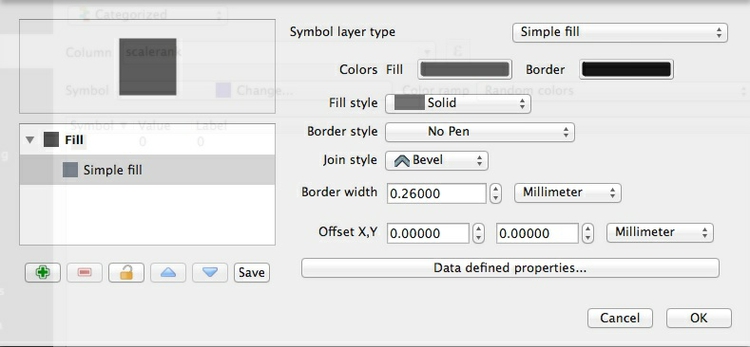 Categorized
Symbol layer type Simple fill
Column scalerank
Colors Fill Border
Symbol Change... Color ramp Random colors
Fill style Solid
Symbol Value Label
Border style No Pen
Fill
0 0
Join style Bevel
Simple fill
Border width 0.26000 Millimeter
Offset X,Y 0.00000 0.00000 Millimeter
Save
Data defined properties...
Cancel OK